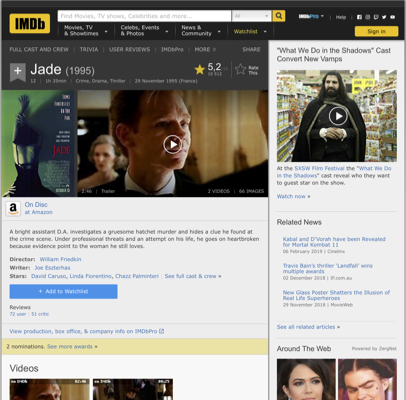 IMDb
Find Movies, TV shows, Celebrities and more...
All
IMDbPro
Help
Movies, TV & Showtimes
Celebs, Events & Photos
News & Community
Watchlist
Sign in
FULL CAST AND CREW | TRIVIA | USER REVIEWS | IMDbPro | MORE
SHARE
Jade (1995)
5,2
Rate This
12 | 1h 35min | Crime, Drama, Thriller | 29 November 1995 (France)
JADE
2:46 | Trailer
2 VIDEOS | 66 IMAGES
On Disc
at Amazon
A bright assistant D.A. investigates a gruesome hatchet murder and hides a clue he found at
the crime scene. Under professional threats and an attempt on his life, he goes on heartbroken
because evidence point to the woman he still loves.
Director: William Friedkin
Writer: Joe Eszterhas
Stars: David Caruso, Linda Fiorentino, Chazz Palminteri | See full cast & crew »
+ Add to Watchlist
Reviews
72 user | 51 critic
View production, box office, & company info on IMDbPro
2 nominations. See more awards »
Videos
02:46
"What We Do in the Shadows" Cast
Convert New Vamps
At the SXSW Film Festival the "What We
Do in the Shadows" cast reveal who they
want to guest star on the show.
Watch now »
Related News
Kabal and D'Vorah have been Revealed
for Mortal Kombat 11
06 February 2019 | Cinelinx
Travis Bain's thriller 'Landfall' wins
multiple awards
02 December 2018 | IF.com.au
New Glass Poster Shatters the Illusion of
Real Life Superheroes
29 November 2018 | MovieWeb
See all related articles »
Around The Web
Powered by ZergNet